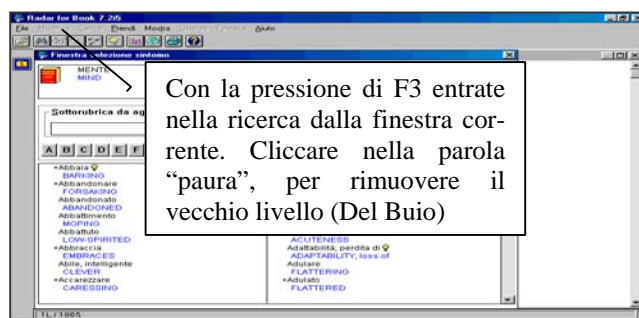 Radar for Book 7.2i5
File Prendi Mostra Aiuto
Finestra selezione sintomo
MENTE
MIND
Con la pressione di F3 entrate
nella ricerca dalla finestra cor-
rente. Cliccare nella parola
“paura”, per rimuovere il
vecchio livello (Del Buio)
Sottorubrica da ag
A B C D E F
+Abbaia
BARKING
+Abbandonare
FORSAKING
Abbandonato
ABANDONED
Abbattimento
MOPING
Abbattuto
LOW-SPIRITED
+Abbraccia
EMBRACES
Abile, intelligente
CLEVER
+Accarezzare
CARESSING
ACUTENESS
Adattabilità, perdita di
ADAPTABILITY, loss of
Adulare
FLATTERING
+Adulato
FLATTERED
1L / 1865